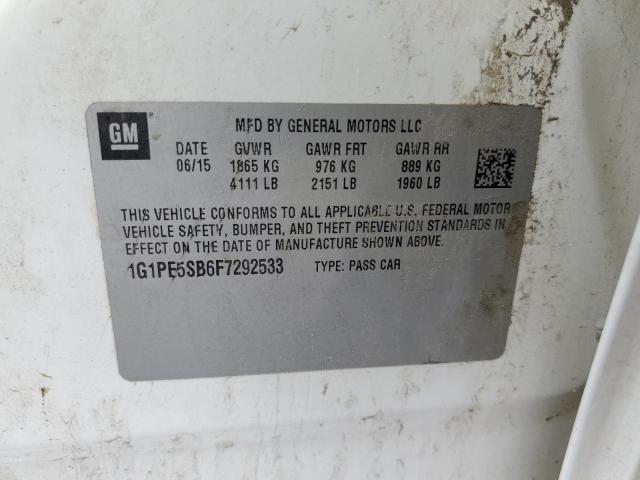 GM
MFD BY GENERAL MOTORS LLC
DATE GVWR GAWR FRT GAWR RR
06/15 1865 KG 976 KG 889 KG
4111 LB 2151 LB 1960 LB
THIS VEHICLE CONFORMS TO ALL APPLICABLE U.S. FEDERAL MOTOR
VEHICLE SAFETY, BUMPER, AND THEFT PREVENTION STANDARDS IN
EFFECT ON THE DATE OF MANUFACTURE SHOWN ABOVE.
1G1PE5SB6F7292533 TYPE: PASS CAR